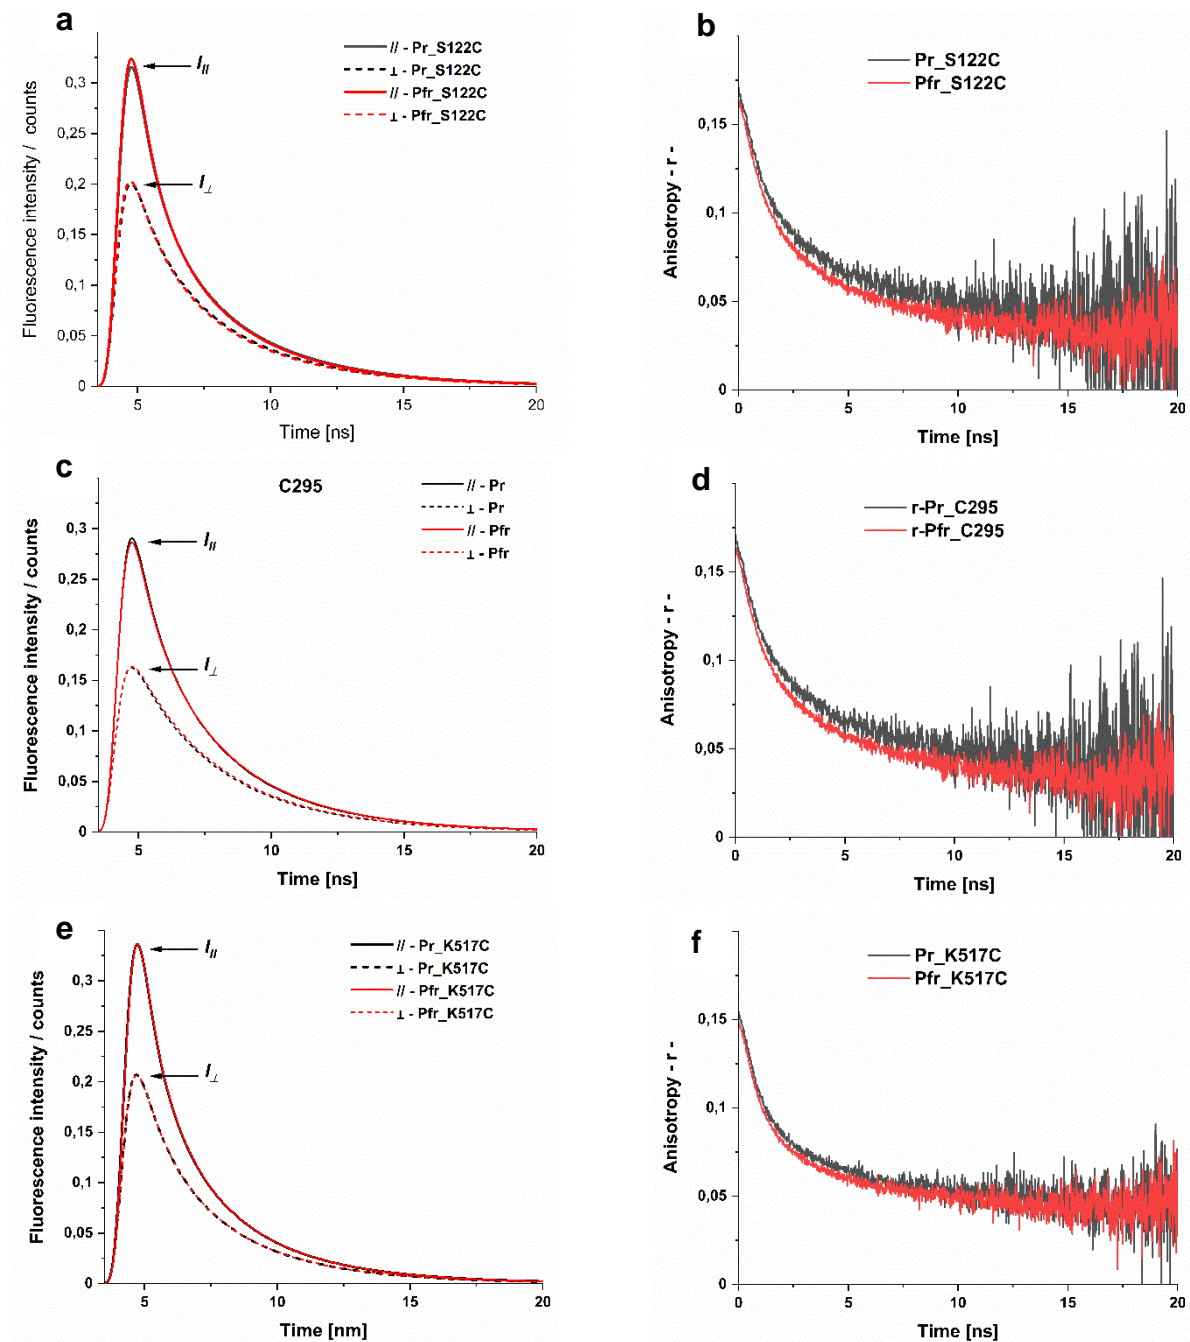 a
// - Pr_S122C
⊥ - Pr_S122C
// - Pfr_S122C
⊥ - Pfr_S122C
I//
I⊥
Fluorescence intensity / counts
0,3
0,25
0,2
0,15
0,1
0,05
0
5 10 15 20
Time [ns]
b
Pr_S122C
Pfr_S122C
Anisotropy - r -
0,15
0,1
0,05
0
0 5 10 15 20
Time [ns]
c
C295
// - Pr
⊥ - Pr
// - Pfr
⊥ - Pfr
I//
I⊥
Fluorescence intensity / counts
0,3
0,25
0,2
0,15
0,1
0,05
0
5 10 15 20
Time [ns]
d
r-Pr_C295
r-Pfr_C295
Anisotropy - r -
0,15
0,1
0,05
0
0 5 10 15 20
Time [ns]
e
// - Pr_K517C
⊥ - Pr_K517C
// - Pfr_K517C
⊥ - Pfr_K517C
I//
I⊥
Fluorescence intensity / counts
0,3
0,25
0,2
0,15
0,1
0,05
0
5 10 15 20
Time [nm]
f
Pr_K517C
Pfr_K517C
Anisotropy - r -
0,15
0,1
0,05
0
0 5 10 15 20
Time [ns]